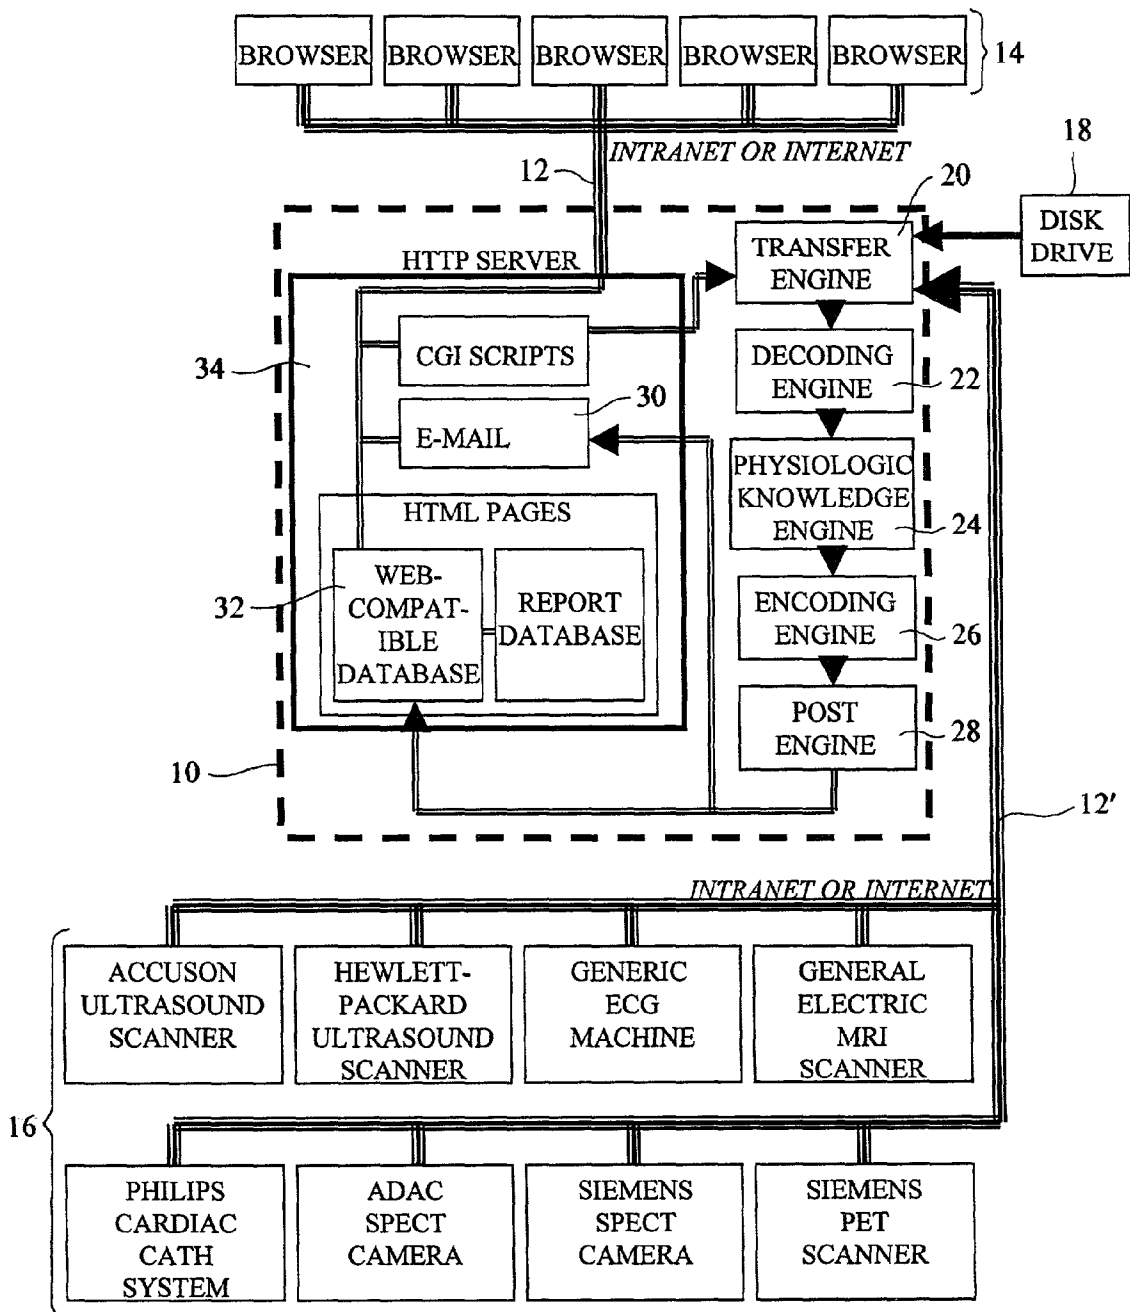 BROWSER BROWSER BROWSER BROWSER BROWSER 14
INTRANET OR INTERNET
12
18
20
DISK
DRIVE
HTTP SERVER
TRANSFER
ENGINE
34
CGI SCRIPTS
DECODING
ENGINE
22
30
E-MAIL
PHYSIOLOGIC
KNOWLEDGE
ENGINE
24
HTML PAGES
32
WEB-
COMPAT-
IBLE
DATABASE
REPORT
DATABASE
ENCODING
ENGINE
26
POST
ENGINE
28
10
12'
INTRANET OR INTERNET
16
ACCUSON
ULTRASOUND
SCANNER
HEWLETT-
PACKARD
ULTRASOUND
SCANNER
GENERIC
ECG
MACHINE
GENERAL
ELECTRIC
MRI
SCANNER
PHILIPS
CARDIAC
CATH
SYSTEM
ADAC
SPECT
CAMERA
SIEMENS
SPECT
CAMERA
SIEMENS
PET
SCANNER